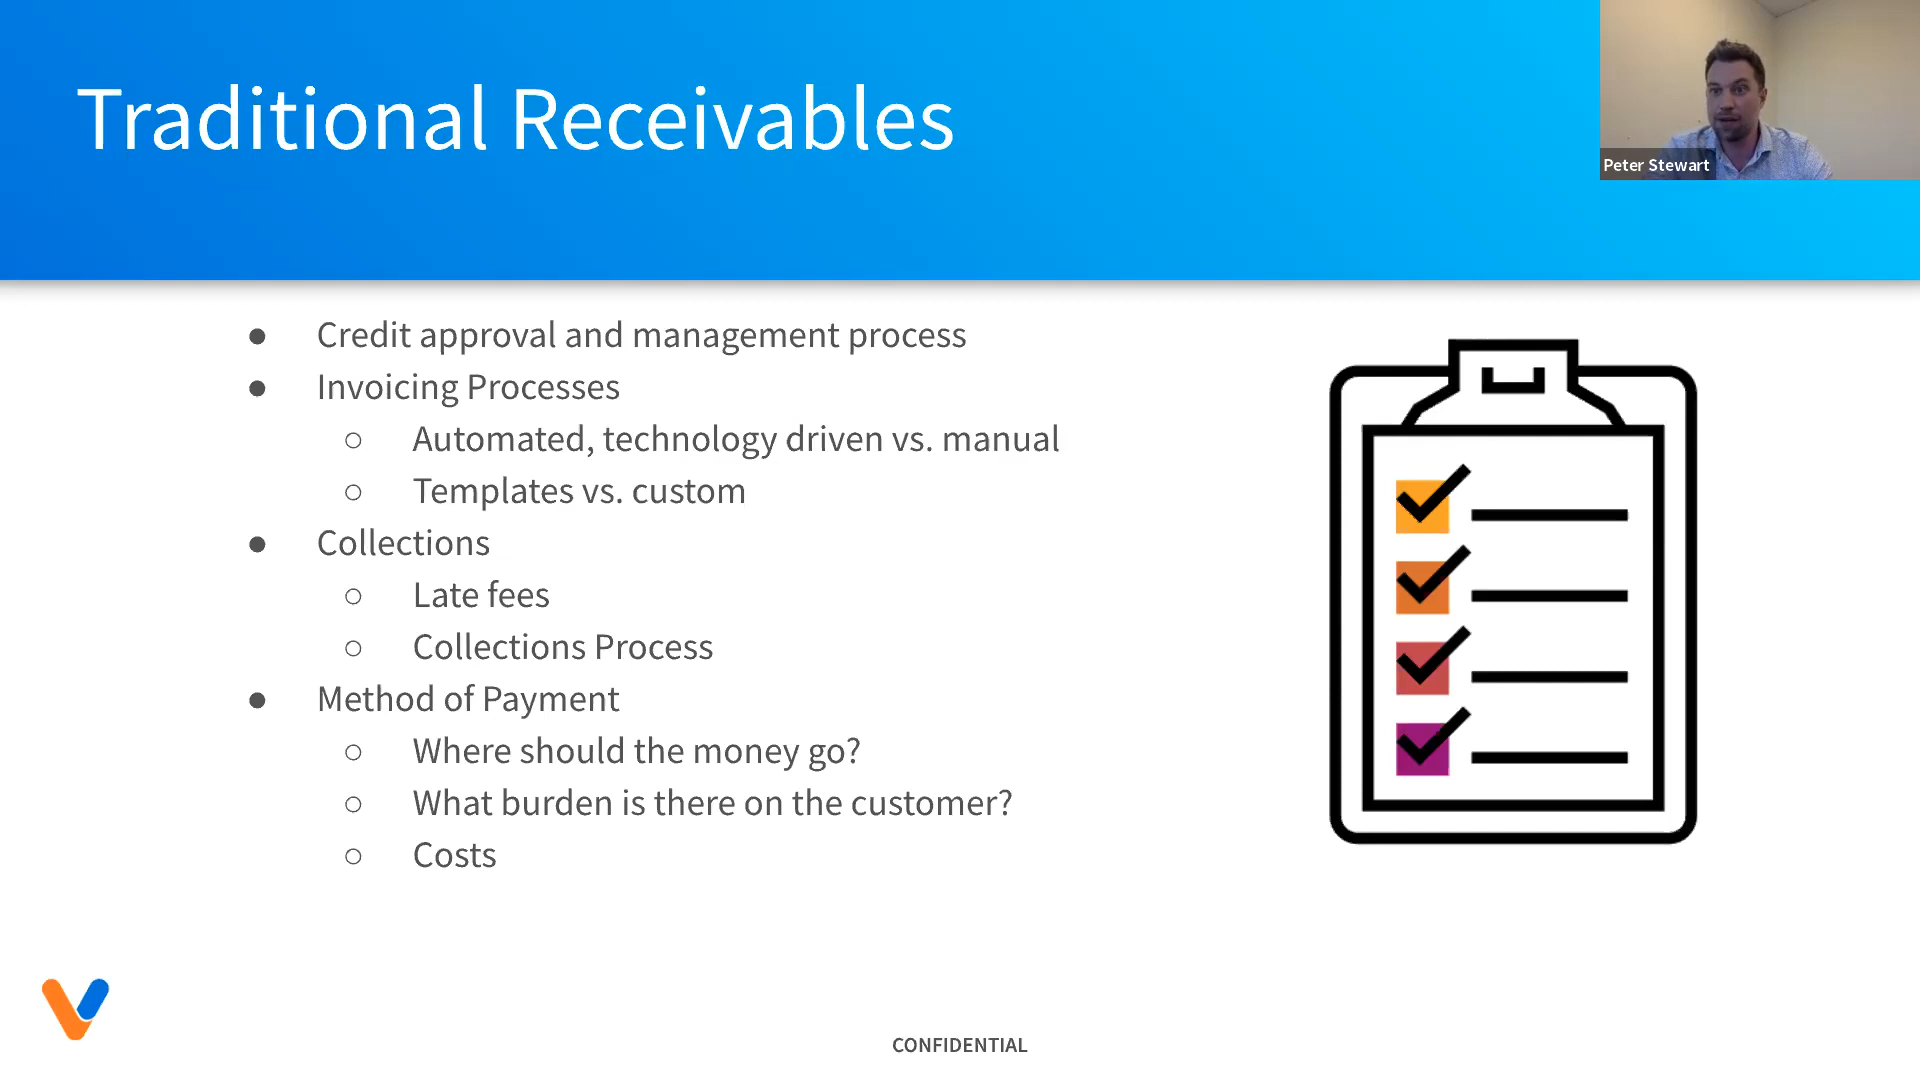 Traditional Receivables
Peter Stewart
● Credit approval and management process
● Invoicing Processes
○ Automated, technology driven vs. manual
○ Templates vs. custom
● Collections
○ Late fees
○ Collections Process
● Method of Payment
○ Where should the money go?
○ What burden is there on the customer?
○ Costs
CONFIDENTIAL